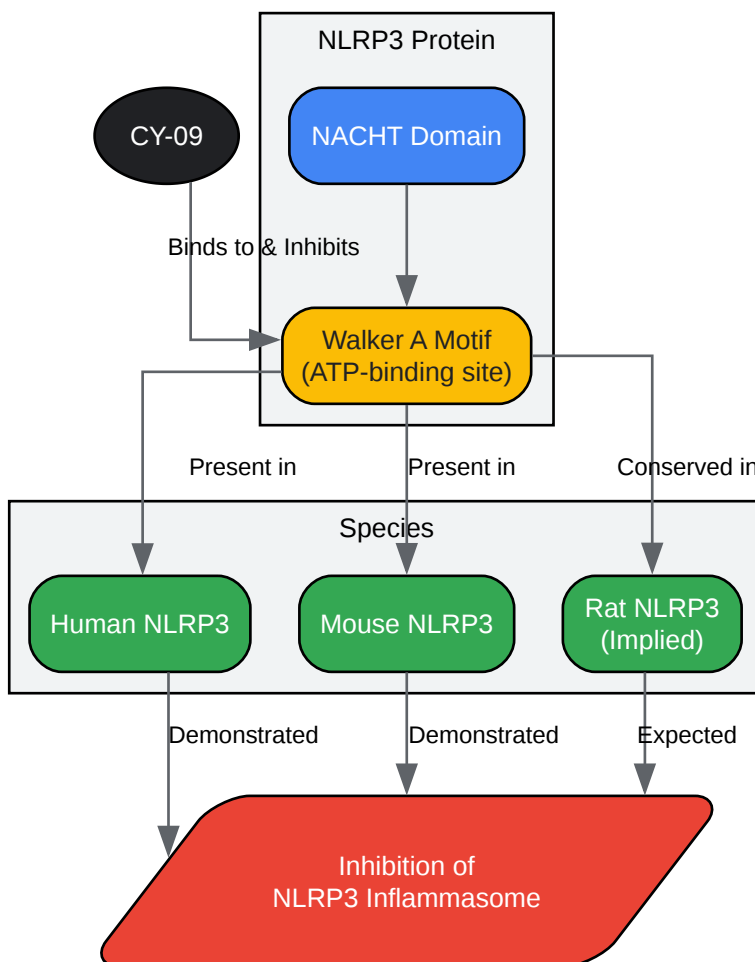 NLRP3 Protein
CY-09
NACHT Domain
Binds to & Inhibits
Walker A Motif
(ATP-binding site)
Present in
Present in
Conserved in
Species
Human NLRP3
Mouse NLRP3
Rat NLRP3
(Implied)
Demonstrated
Demonstrated
Expected
Inhibition of
NLRP3 Inflammasome